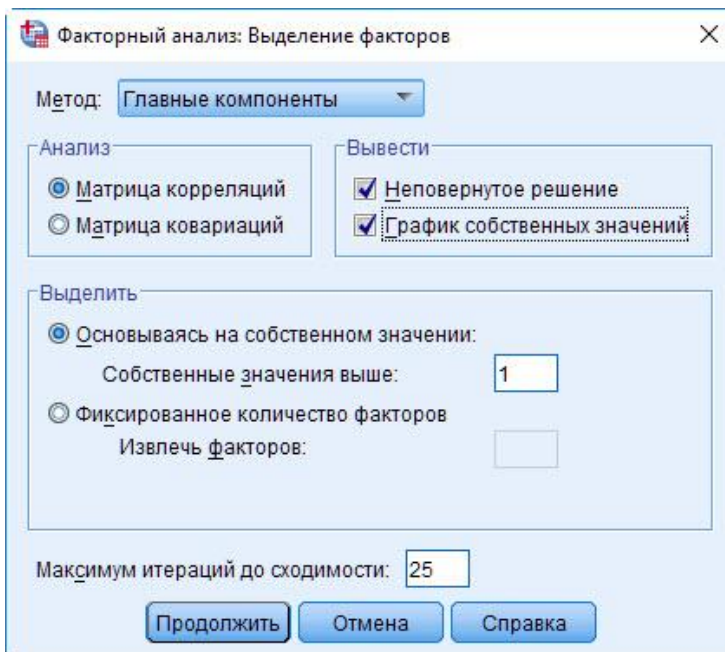 Факторный анализ: Выделение факторов
Метод: Главные компоненты
Анализ
Матрица корреляций
Матрица ковариаций
Вывести
Неповернутое решение
График собственных значений
Выделить
Основываясь на собственном значении:
Собственные значения выше: 1
Фиксированное количество факторов
Извлечь факторов:
Максимум итераций до сходимости: 25
Продолжить Отмена Справка